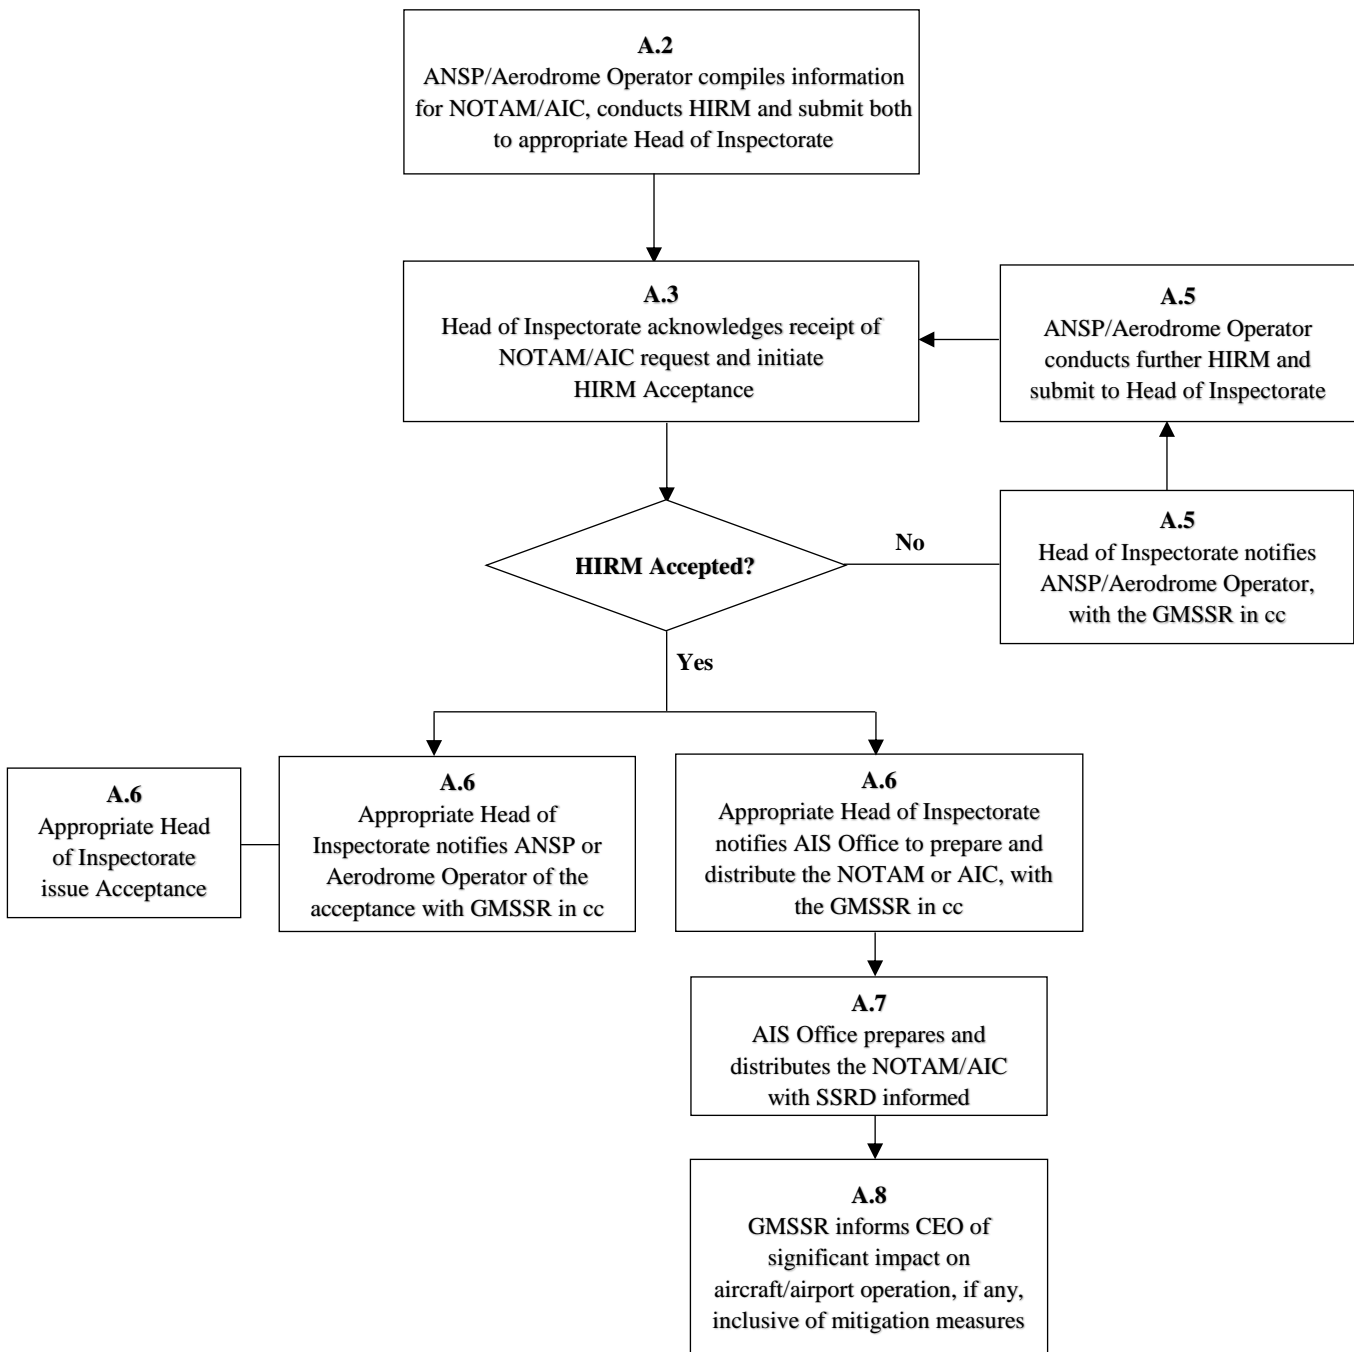 A.2
ANSP/Aerodrome Operator compiles information
for NOTAM/AIC, conducts HIRM and submit both
to appropriate Head of Inspectorate
A.3
Head of Inspectorate acknowledges receipt of
NOTAM/AIC request and initiate
HIRM Acceptance
A.5
ANSP/Aerodrome Operator
conducts further HIRM and
submit to Head of Inspectorate
HIRM Accepted?
No
A.5
Head of Inspectorate notifies
ANSP/Aerodrome Operator,
with the GMSSR in cc
Yes
A.6
Appropriate Head
of Inspectorate
issue Acceptance
A.6
Appropriate Head of
Inspectorate notifies ANSP or
Aerodrome Operator of the
acceptance with GMSSR in cc
A.6
Appropriate Head of Inspectorate
notifies AIS Office to prepare and
distribute the NOTAM or AIC, with
the GMSSR in cc
A.7
AIS Office prepares and
distributes the NOTAM/AIC
with SSRD informed
A.8
GMSSR informs CEO of
significant impact on
aircraft/airport operation, if any,
inclusive of mitigation measures